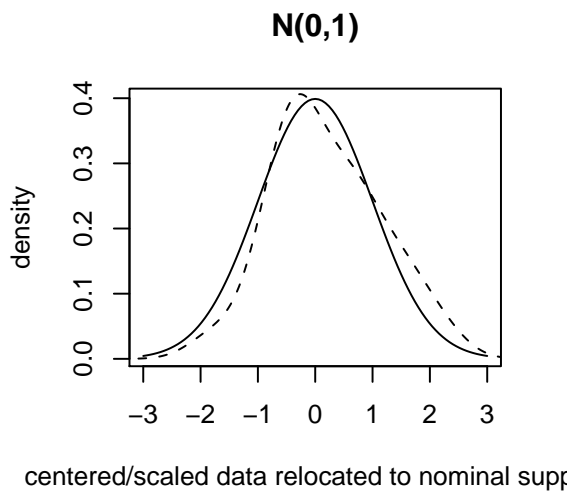 N(0,1)
density
0.0 0.1 0.2 0.3 0.4
−3 −2 −1 0 1 2 3
centered/scaled data relocated to nominal supp